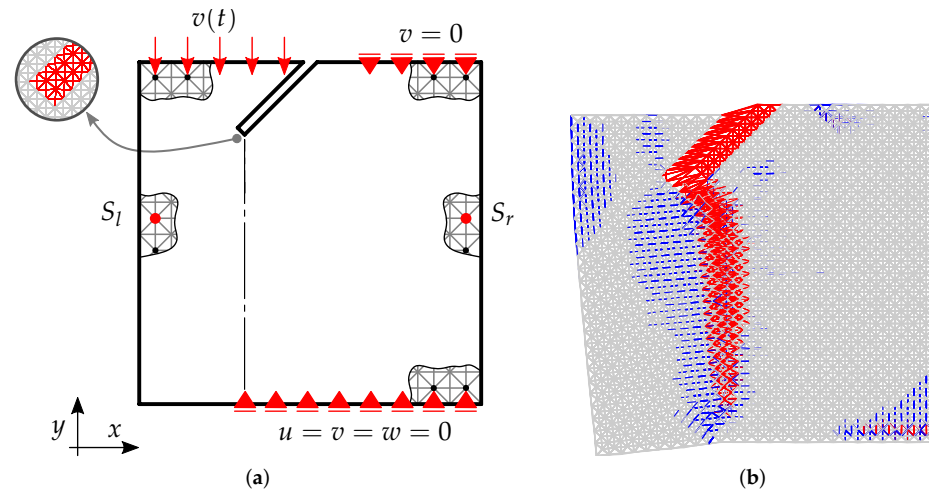 v(t)
v = 0
S_l
S_r
y
x
u = v = w = 0
(a)
(b)